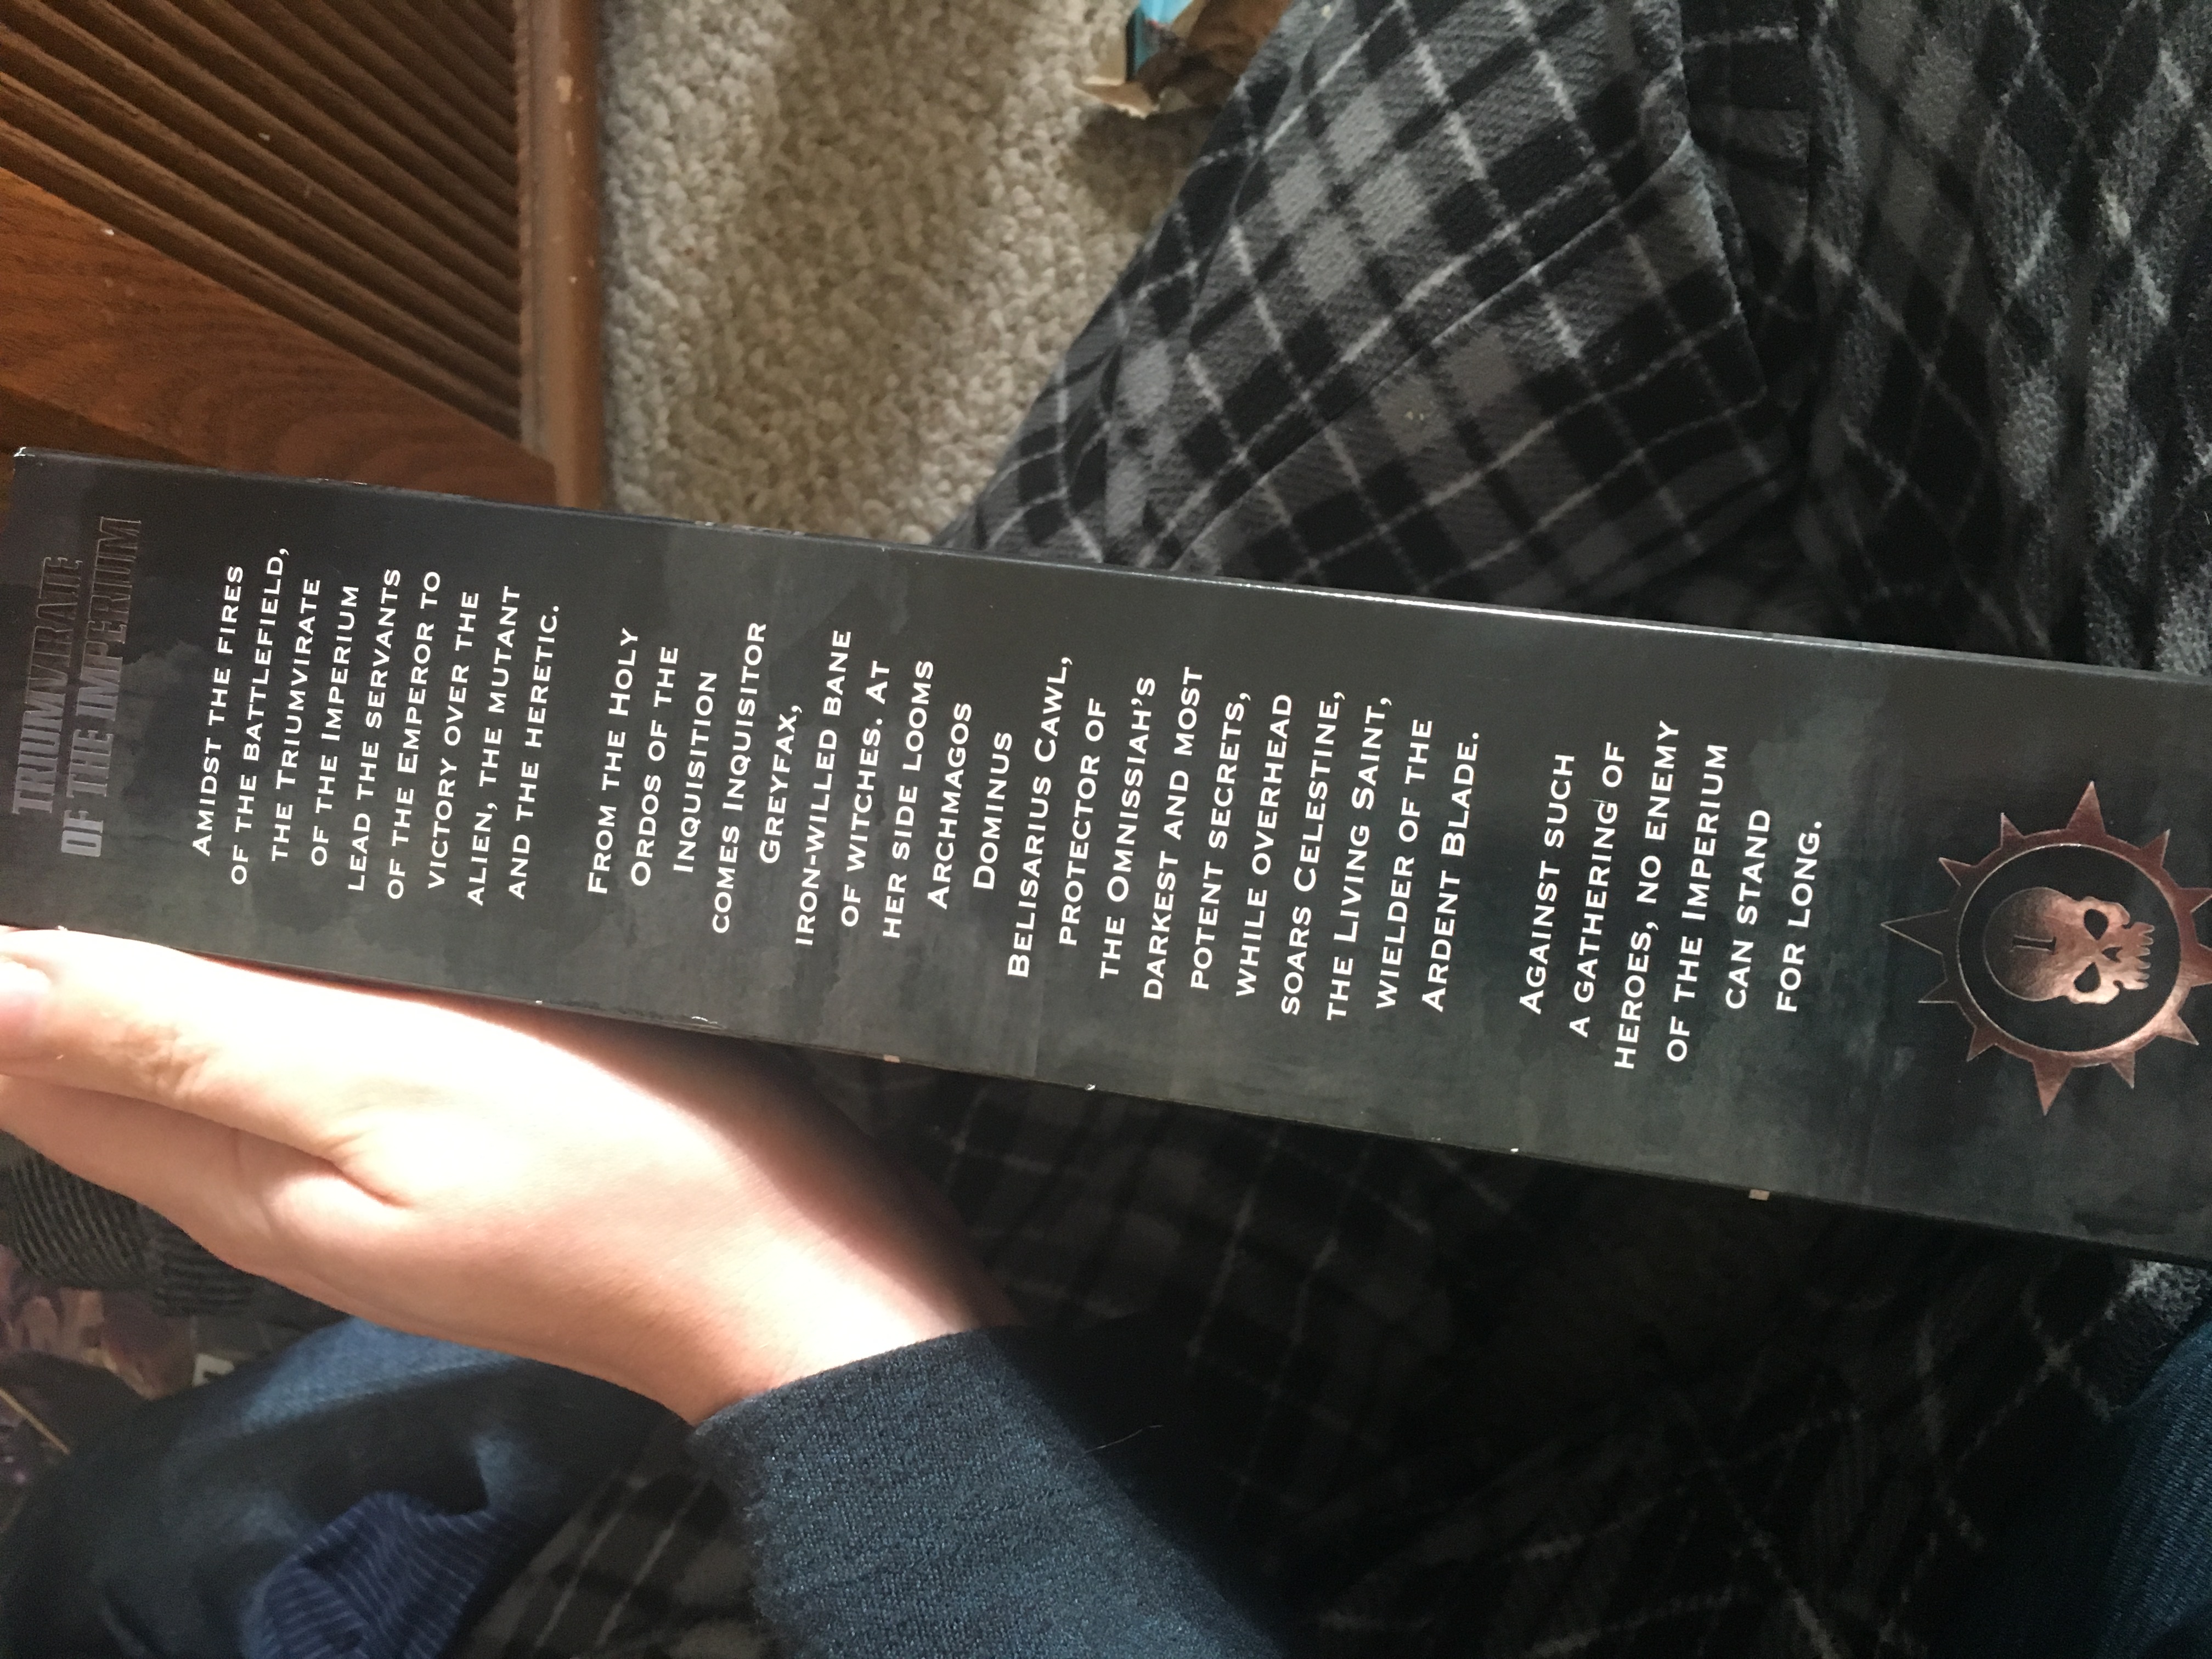 TRIUMVIRATE
OF THE IMPERIUM
AMIDST THE FIRES
OF THE BATTLEFIELD,
THE TRIUMVIRATE
OF THE IMPERIUM
LEAD THE SERVANTS
OF THE EMPEROR TO
VICTORY OVER THE
ALIEN, THE MUTANT
AND THE HERETIC.
FROM THE HOLY
ORDOS OF THE
INQUISITION
COMES INQUISITOR
GREYFAX,
IRON-WILLED BANE
OF WITCHES. AT
HER SIDE LOOMS
ARCHMAGOS
DOMINUS
BELISARIUS CAWL,
PROTECTOR OF
THE OMNISSIAH'S
DARKEST AND MOST
POTENT SECRETS,
WHILE OVERHEAD
SOARS CELESTINE,
THE LIVING SAINT,
WIELDER OF THE
ARDENT BLADE.
AGAINST SUCH
A GATHERING OF
HEROES, NO ENEMY
OF THE IMPERIUM
CAN STAND
FOR LONG.